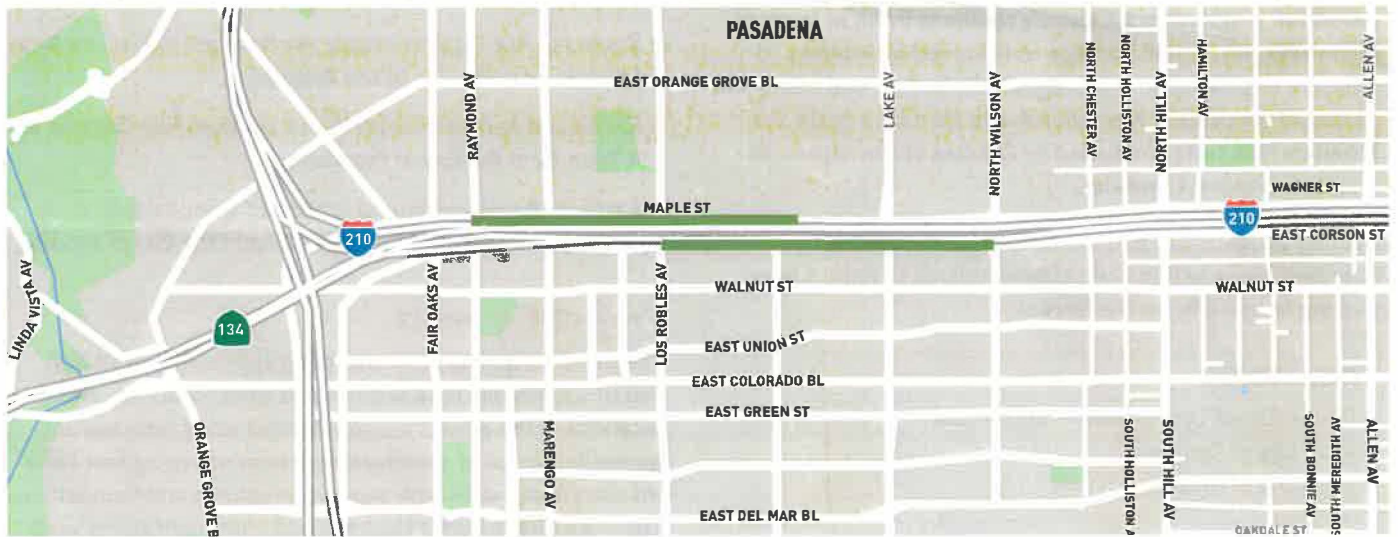 PASADENA
EAST ORANGE GROVE BL
RAYMOND AV
LAKE AV
NORTH WILSON AV
NORTH CHESTER AV
NORTH HOLLISTON AV
NORTH HILL AV
HAMILTON AV
ALLEN AV
WAGNER ST
MAPLE ST
210
210
EAST CORSON ST
LINDA VISTA AV
FAIR OAKS AV
LOS ROBLES AV
WALNUT ST
WALNUT ST
134
EAST UNION ST
EAST COLORADO BL
EAST GREEN ST
ORANGE GROVE B
MARENGO AV
SOUTH HOLLISTON A
SOUTH HILL AV
SOUTH BONNIE AV
SOUTH MEREDITH AV
ALLEN AV
EAST DEL MAR BL
OAKDALE ST